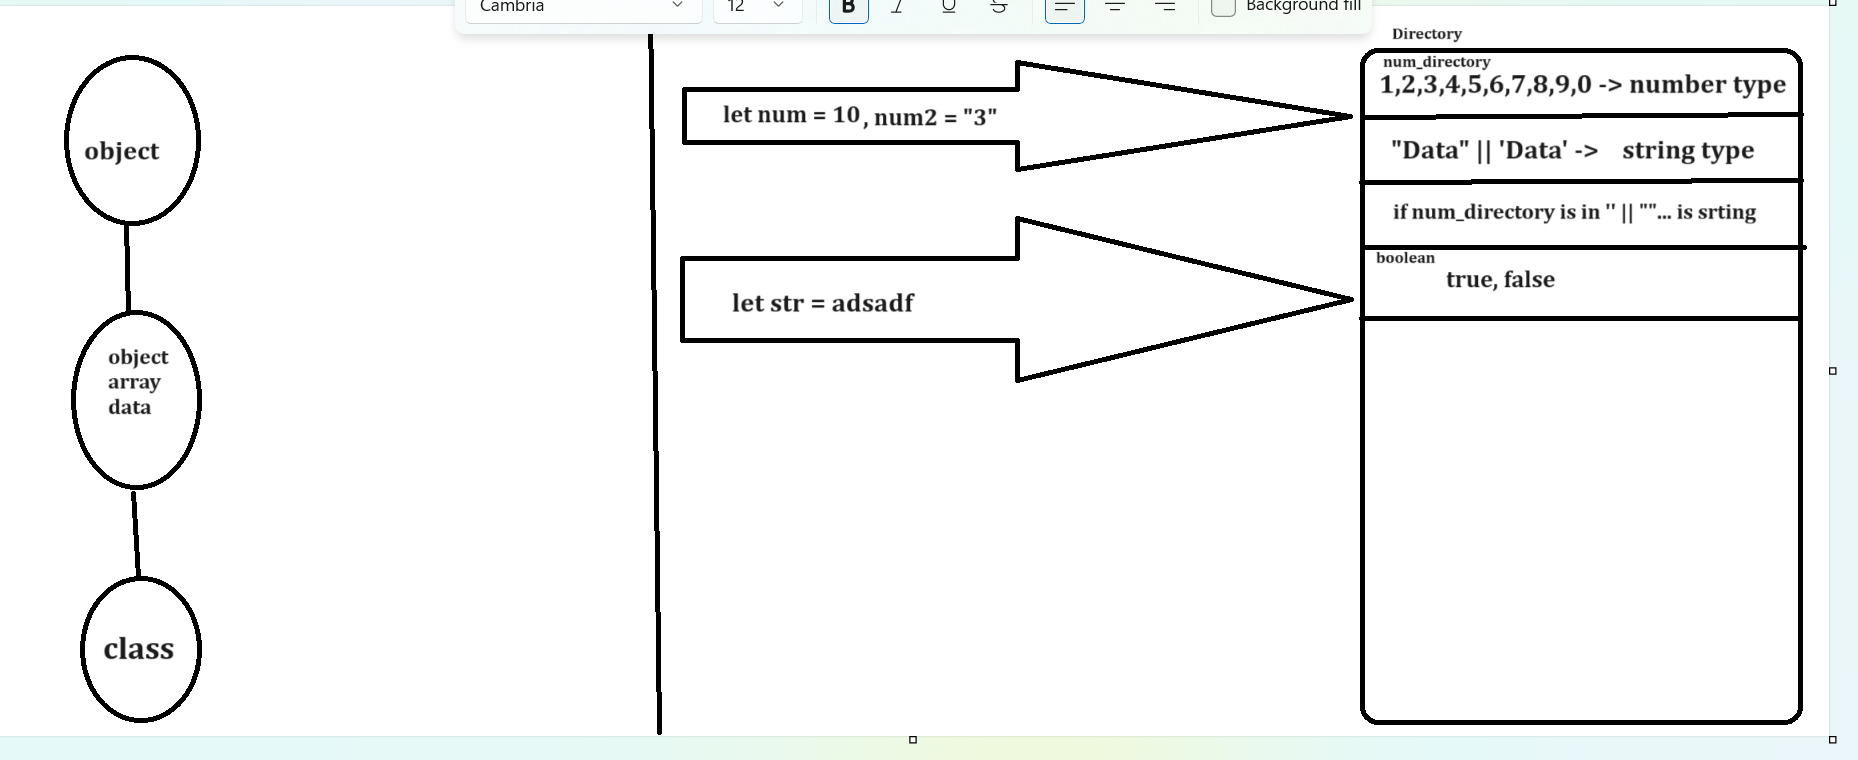 Cambria
12
B
Background fill
object
object
array
data
class
let num = 10, num2 = "3"
let str = adsadf
Directory
num_directory
1,2,3,4,5,6,7,8,9,0 -> number type
"Data" || 'Data' -> string type
if num_directory is in '' || ""... is srting
boolean
true, false